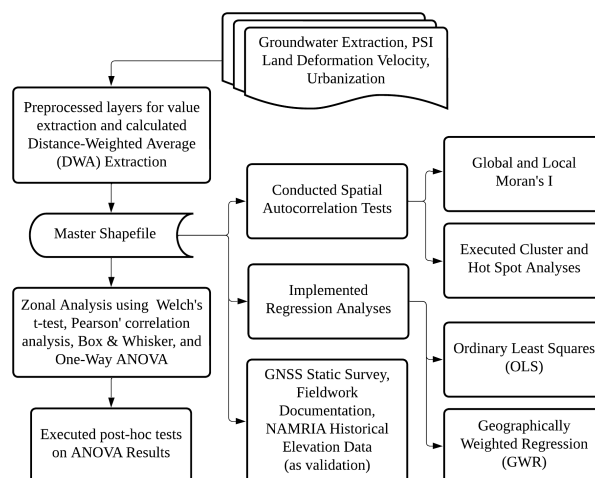 Groundwater Extraction, PSI
Land Deformation Velocity,
Urbanization
Preprocessed layers for value
extraction and calculated
Distance-Weighted Average
(DWA) Extraction
Master Shapefile
Zonal Analysis using Welch's
t-test, Pearson' correlation
analysis, Box & Whisker, and
One-Way ANOVA
Executed post-hoc tests
on ANOVA Results
Conducted Spatial
Autocorrelation Tests
Implemented
Regression Analyses
GNSS Static Survey,
Fieldwork
Documentation,
NAMRIA Historical
Elevation Data
(as validation)
Global and Local
Moran's I
Executed Cluster and
Hot Spot Analyses
Ordinary Least Squares
(OLS)
Geographically
Weighted Regression
(GWR)